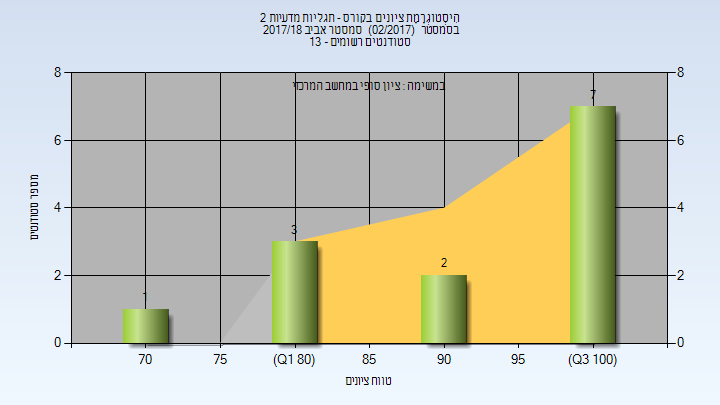 היסטוגרמת ציונים בקורס - תגליות מדעיות 2
בסמסטר (02/2017) סמסטר אביב 2017/18
סטודנטים רשומים - 13
במשימה : ציון סופי במחשב המרכזי
מספר סטודנטים
8
6
4
2
0
8
6
4
2
0
1
3
2
7
70
75
(Q1 80)
85
90
95
(Q3 100)
טווח ציונים